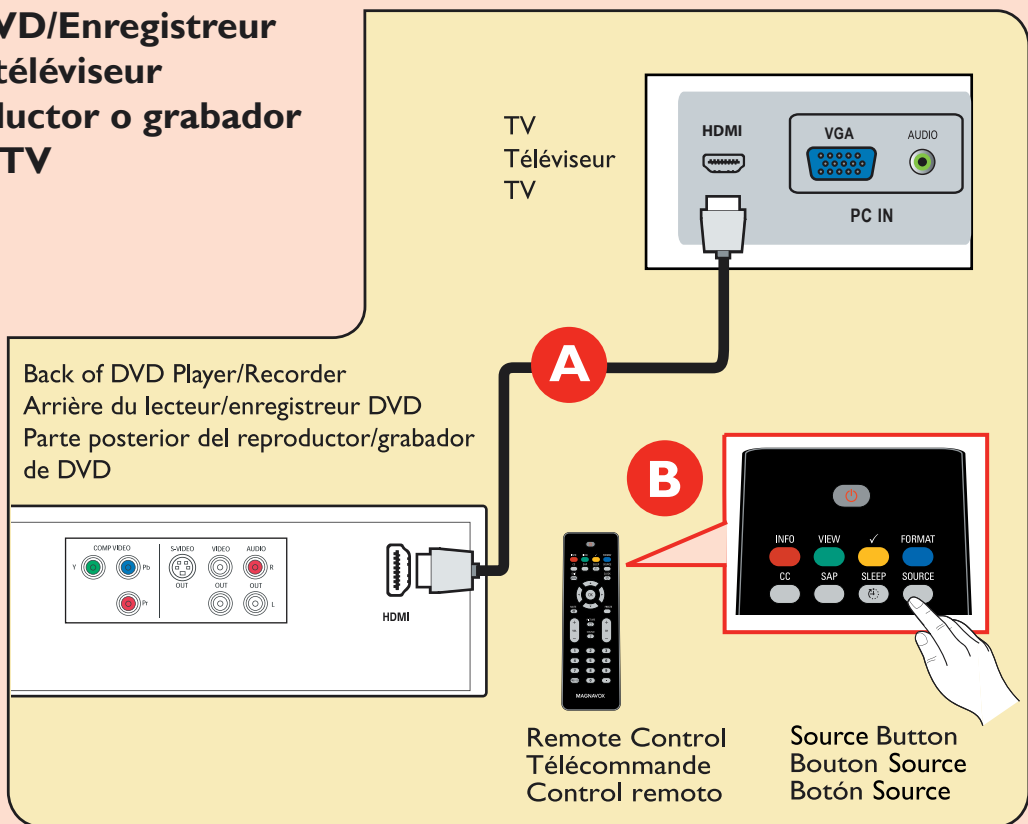 VD/Enregistreur
téléviseur
ductor o grabador
TV
TV
Téléviseur
TV
HDMI
VGA
AUDIO
PC IN
A
Back of DVD Player/Recorder
Arrière du lecteur/enregistreur DVD
Parte posterior del reproductor/grabador
de DVD
B
INFO VIEW ✓ FORMAT
CC SAP SLEEP SOURCE
COMP VIDEO S-VIDEO VIDEO AUDIO
Y Pb R
OUT OUT OUT
Pr L
HDMI
MAGNAVOX
Remote Control
Télécommande
Control remoto
Source Button
Bouton Source
Botón Source